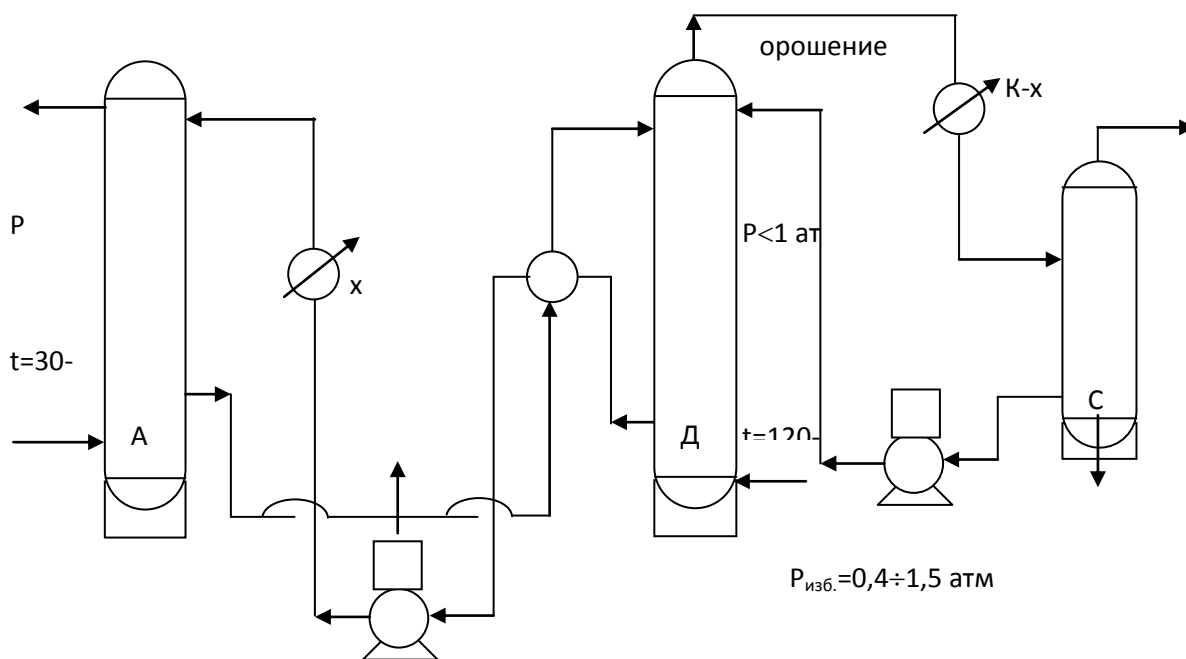 орошение
К-х
Р
Р<1 ат
х
t=30-
А
Д
t=120-
С
Ризб.=0,4÷1,5 атм